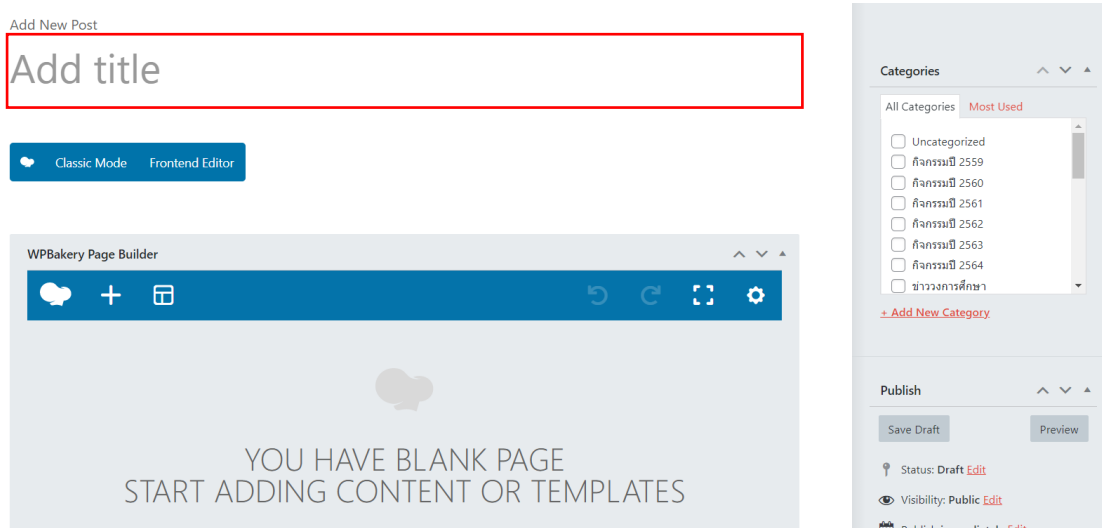 Add New Post
Add title
Classic Mode Frontend Editor
WPBakery Page Builder
YOU HAVE BLANK PAGE
START ADDING CONTENT OR TEMPLATES
Categories
All Categories Most Used
Uncategorized
กิจกรรมปี 2559
กิจกรรมปี 2560
กิจกรรมปี 2561
กิจกรรมปี 2562
กิจกรรมปี 2563
กิจกรรมปี 2564
ข่าววงการศึกษา
+ Add New Category
Publish
Save Draft Preview
Status: Draft Edit
Visibility: Public Edit